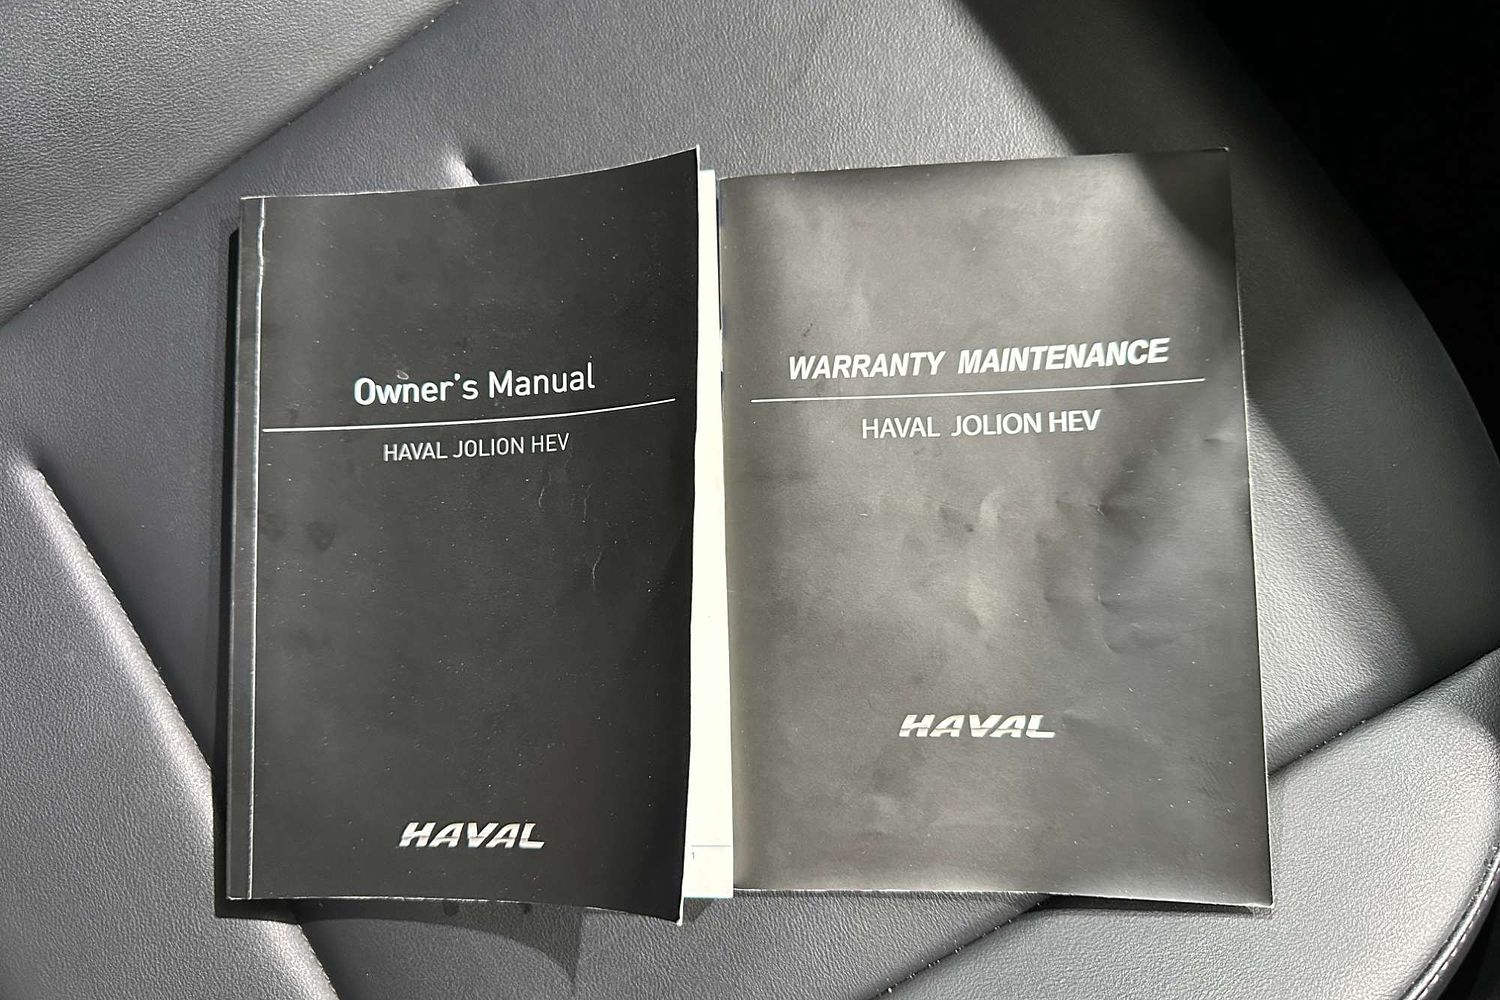 Owner's Manual
HAVAL JOLION HEV
HAVAL
WARRANTY MAINTENANCE
HAVAL JOLION HEV
HAVAL